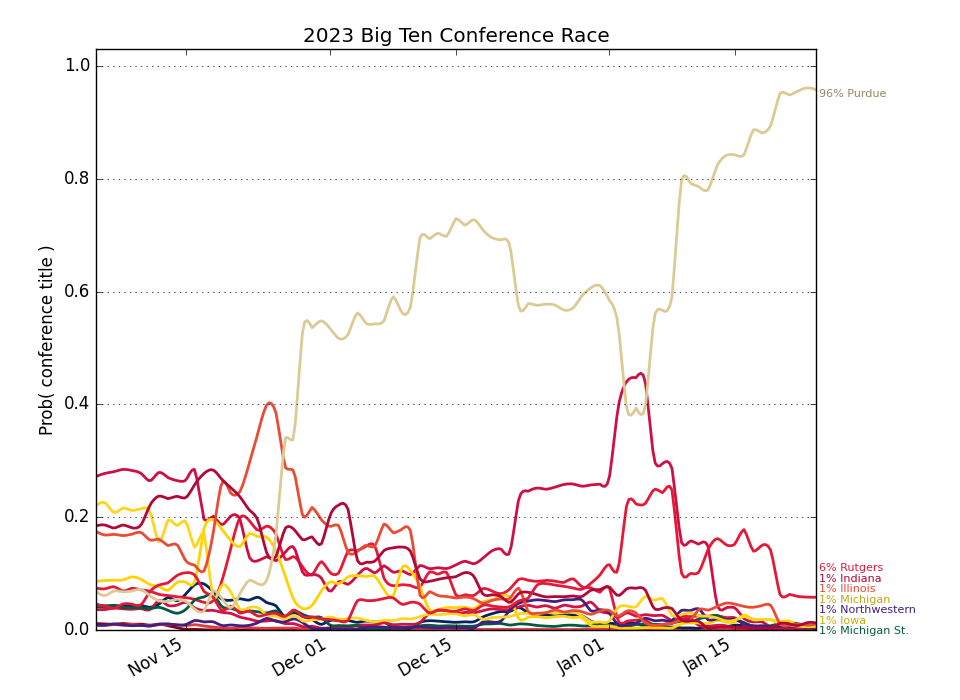 2023 Big Ten Conference Race
Prob( conference title )
1.0
0.8
0.6
0.4
0.2
0.0
Nov 15
Dec 01
Dec 15
Jan 01
Jan 15
96% Purdue
6% Rutgers
1% Indiana
1% Illinois
1% Michigan
1% Northwestern
1% Iowa
1% Michigan St.